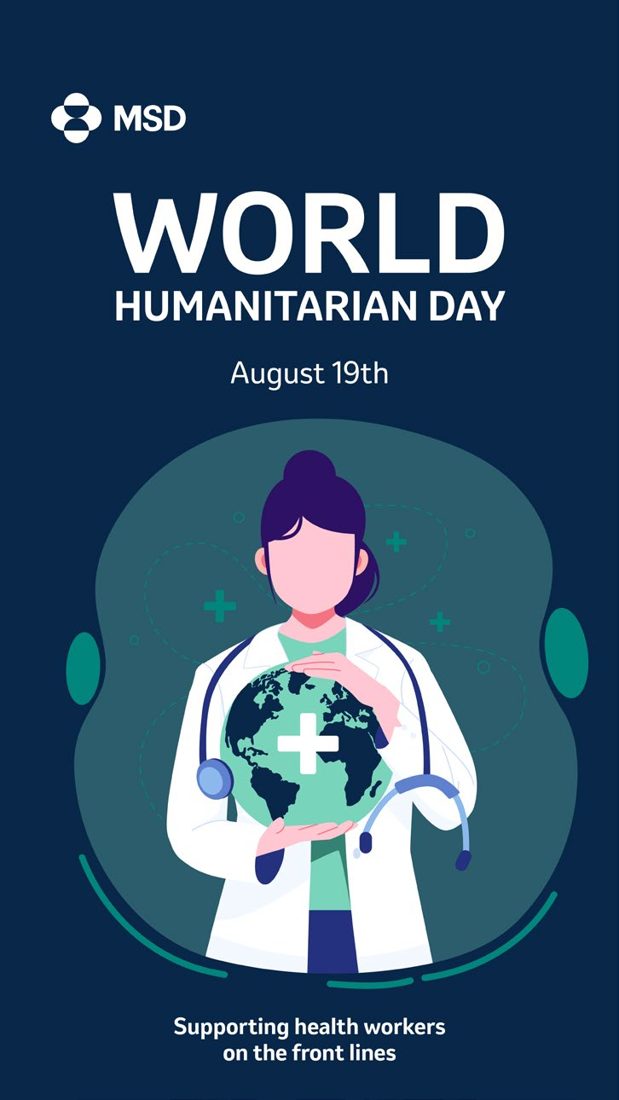 MSD
WORLD
HUMANITARIAN DAY
August 19th
Supporting health workers
on the front lines